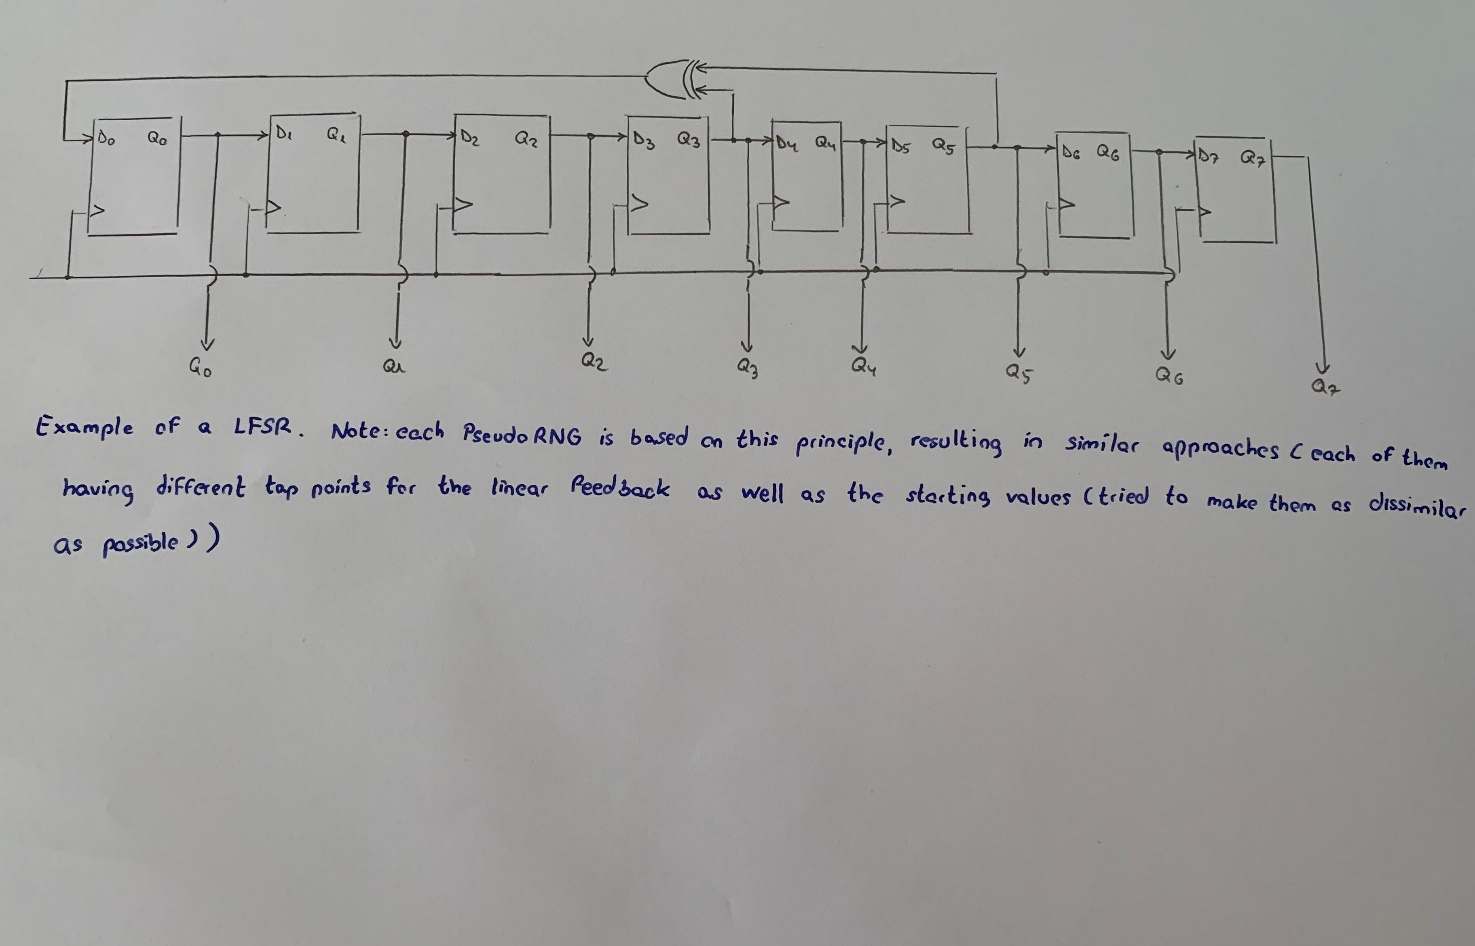 D0 Q0 D1 Q1 D2 Q2 D3 Q3 D4 Q4 D5 Q5 D6 Q6 D7 Q7
Q0 Q1 Q2 Q3 Q4 Q5 Q6 Q7
Example of a LFSR. Note: each Pseudo RNG is based on this principle, resulting in similar approaches (each of them
having different tap points for the linear feedback as well as the starting values (tried to make them as dissimilar
as possible))